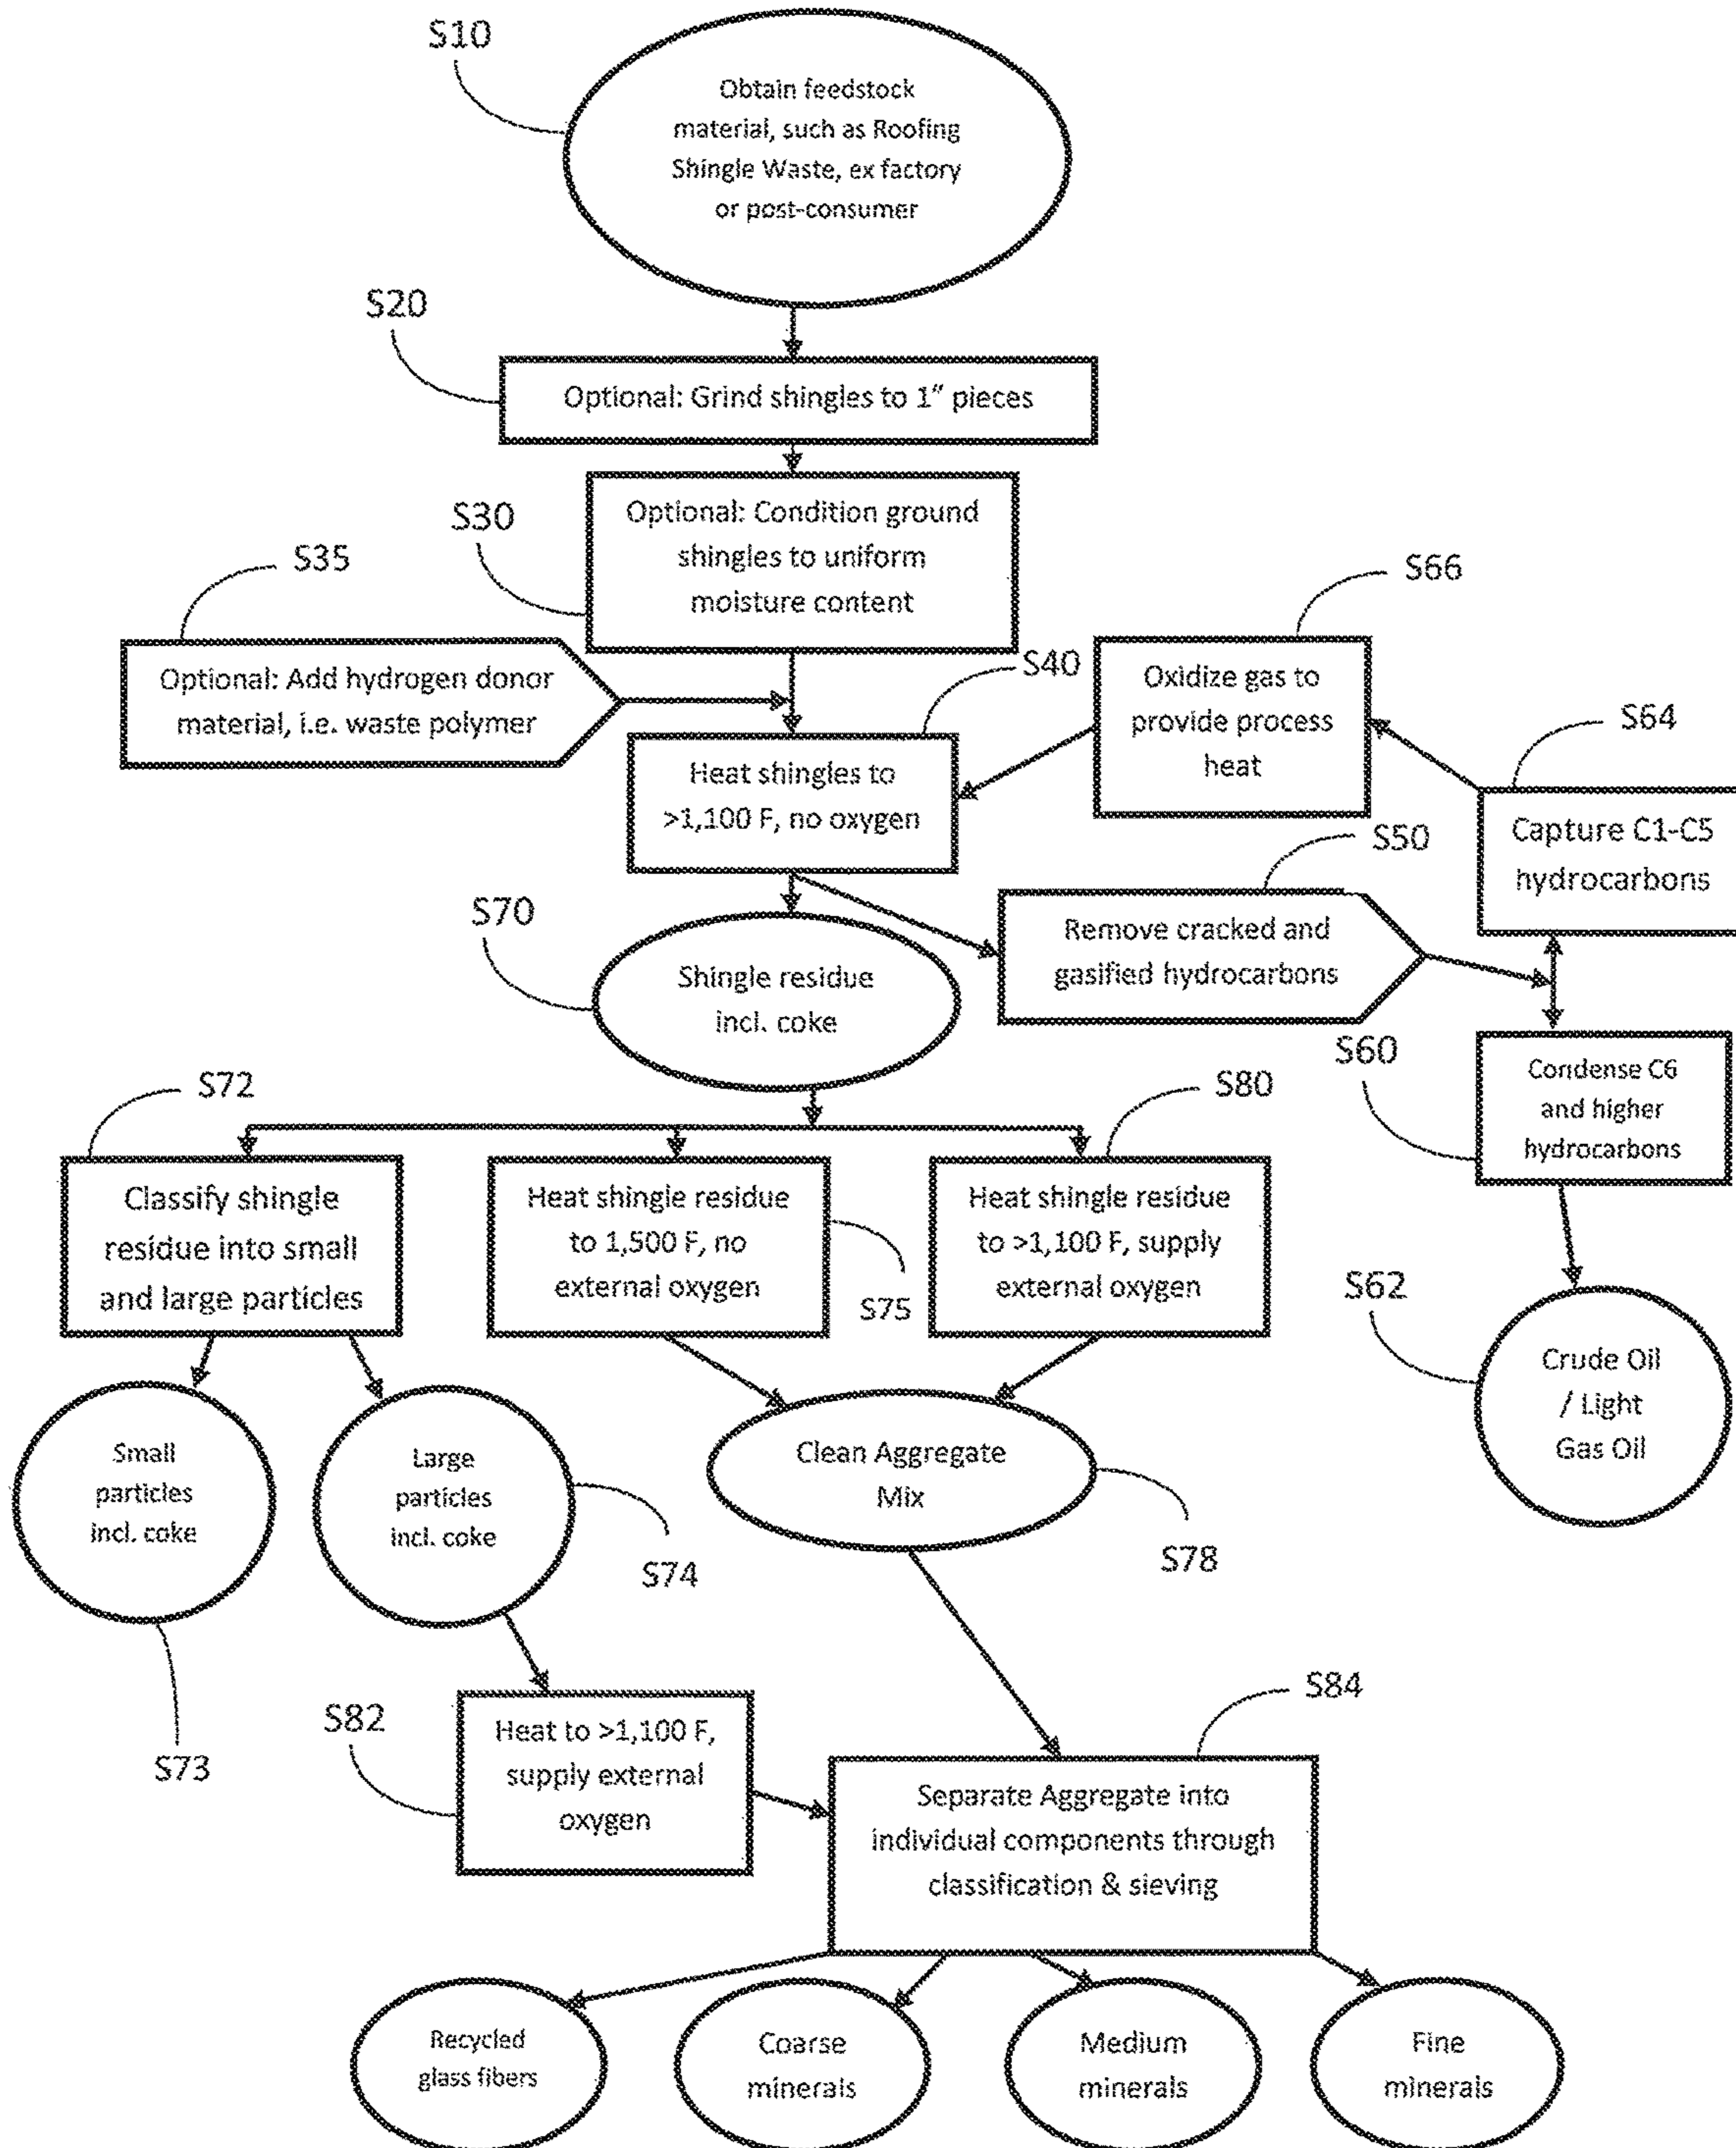 S10
Obtain feedstock
material, such as Roofing
Shingle Waste, ex factory
or post-consumer
S20
Optional: Grind shingles to 1" pieces
S30
Optional: Condition ground
shingles to uniform
moisture content
S35
Optional: Add hydrogen donor
material, i.e. waste polymer
S40
Heat shingles to
>1,100 F, no oxygen
S66
Oxidize gas to
provide process
heat
S64
Capture C1-C5
hydrocarbons
S50
Remove cracked and
gasified hydrocarbons
S70
Shingle residue
incl. coke
S60
Condense C6
and higher
hydrocarbons
S72
Classify shingle
residue into small
and large particles
Heat shingle residue
to 1,500 F, no
external oxygen
S75
S80
Heat shingle residue
to >1,100 F, supply
external oxygen
S62
Crude Oil
/ Light
Gas Oil
Small
particles
incl. coke
S73
Large
particles
incl. coke
S74
Clean Aggregate
Mix
S78
S82
Heat to >1,100 F,
supply external
oxygen
S84
Separate Aggregate into
individual components through
classification & sieving
Recycled
glass fibers
Coarse
minerals
Medium
minerals
Fine
minerals